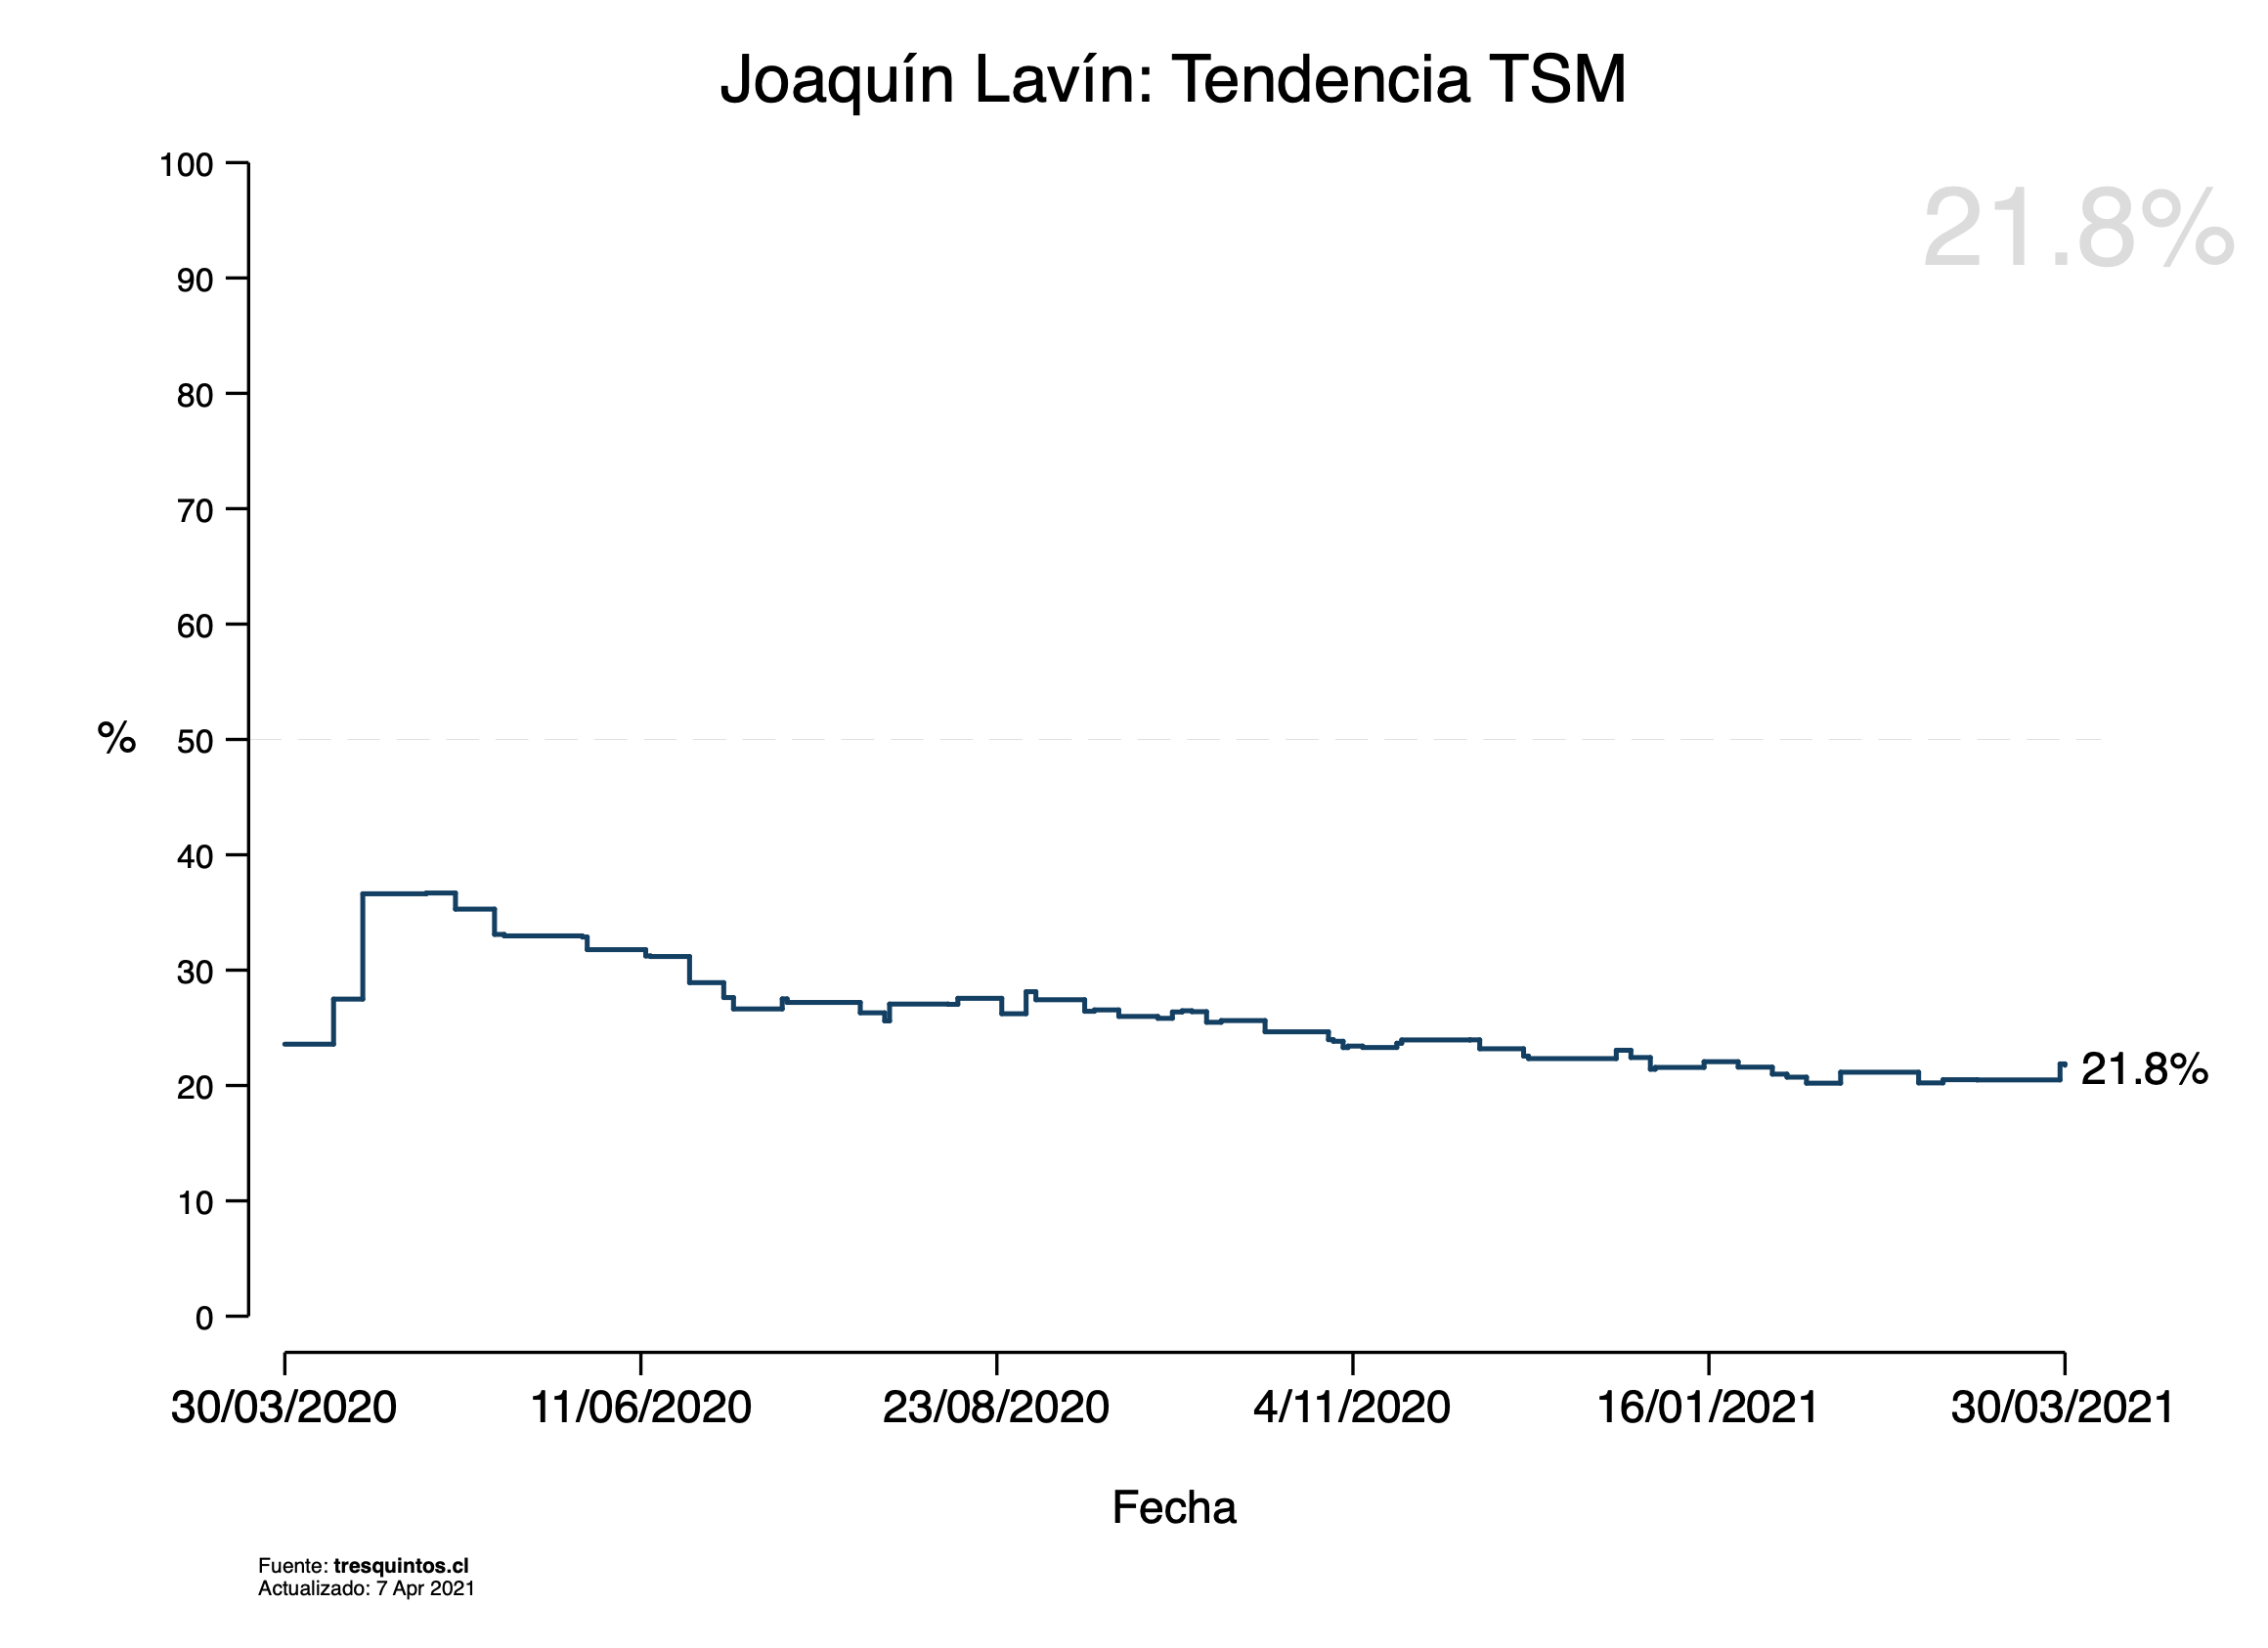 Joaquín Lavín: Tendencia TSM
21.8%
100
90
80
70
60
50
40
30
20
10
0
%
21.8%
30/03/2020 11/06/2020 23/08/2020 4/11/2020 16/01/2021 30/03/2021
Fecha
Fuente: tresquintos.cl
Actualizado: 7 Apr 2021